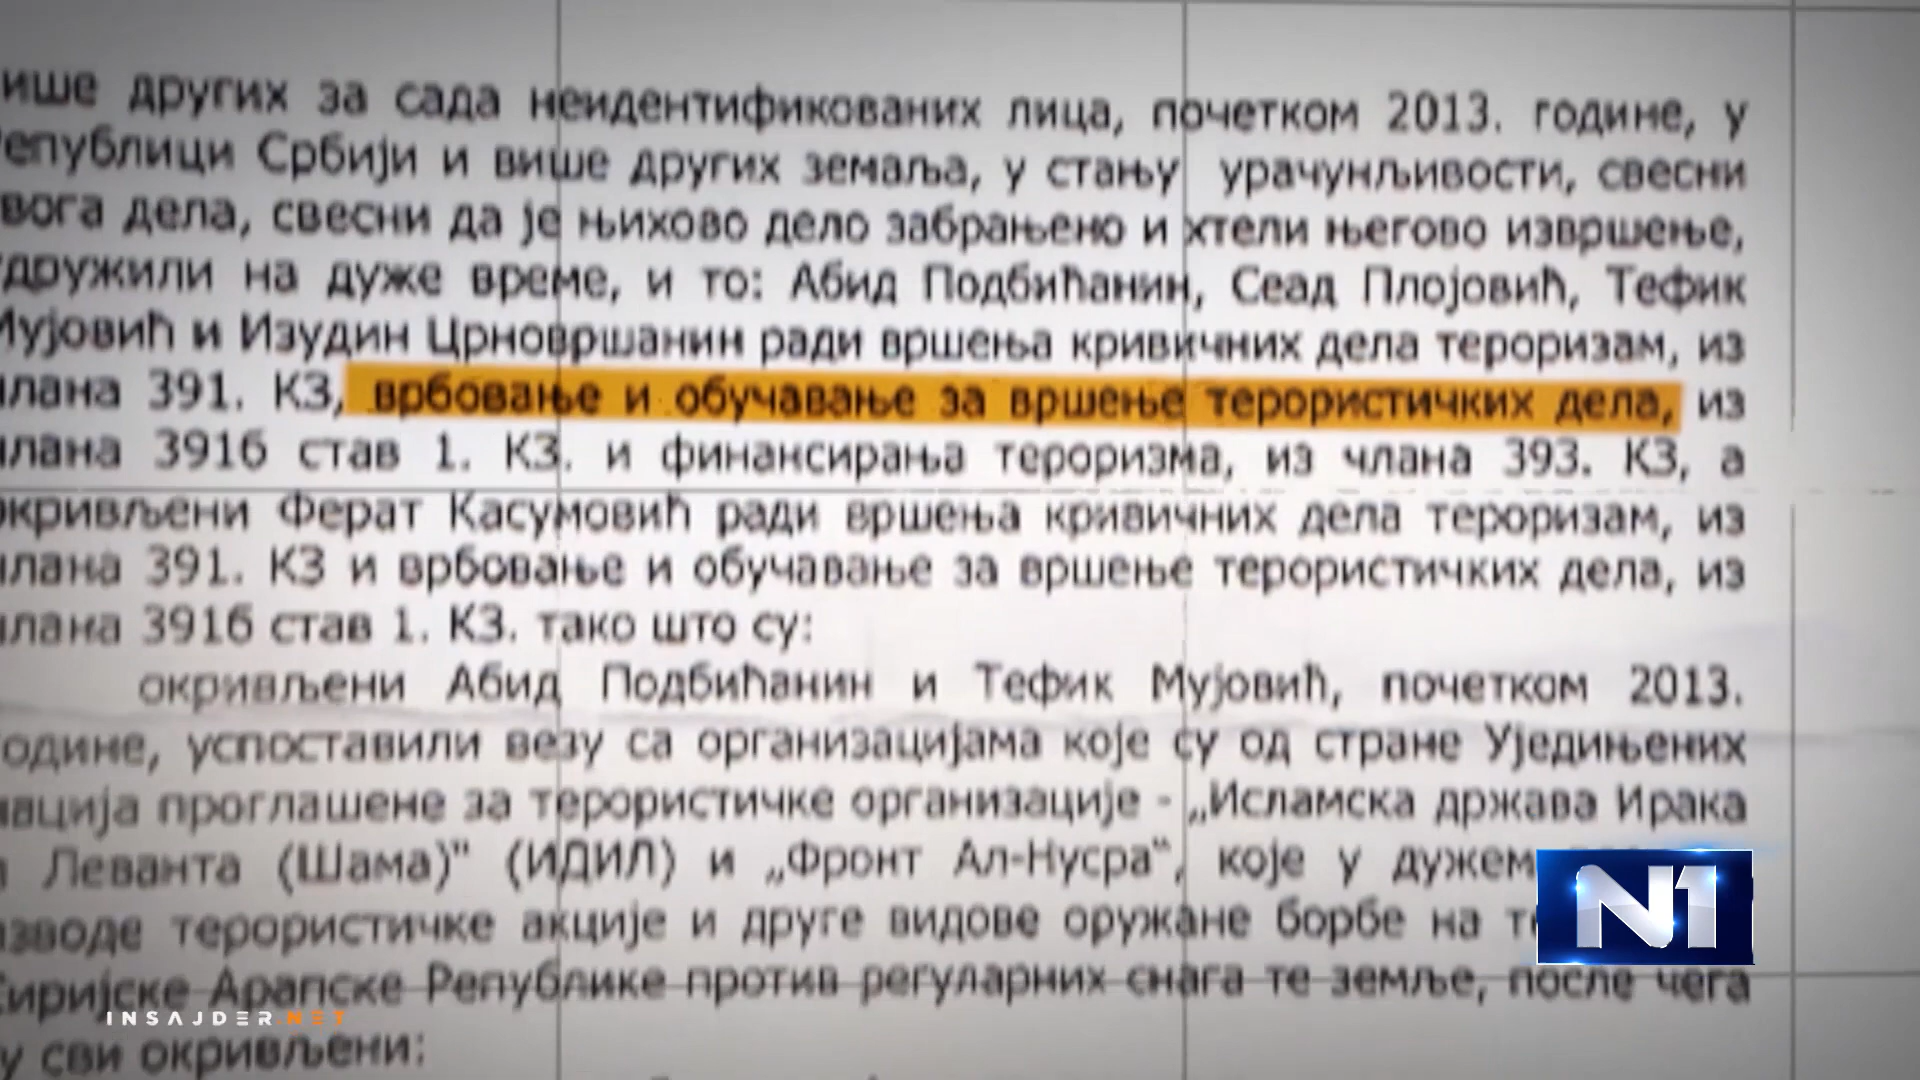 ише других за сада неидентификованих лица, почетком 2013. године, у
епублици Србији и више других земаља, у стању урачунљивости, свесни
вога дела, свесни да је њихово дело забрањено и хтели његово извршење,
дружили на дуже време, и то: Абид Подбићанин, Сеад Плојовић, Тефик
Мујовић и Изудин Црновршанин ради вршења кривичних дела тероризам, из
лана 391. КЗ, врбовање и обучавање за вршење терористичких дела, из
лана 391б став 1. КЗ. и финансирања тероризма, из члана 393. КЗ, а
окривљени Ферат Касумовић ради вршења кривичних дела тероризам, из
лана 391. КЗ и врбовање и обучавање за вршење терористичких дела, из
лана 391б став 1. КЗ. тако што су:
окривљени Абид Подбићанин и Тефик Мујовић, почетком 2013.
одине, успоставили везу са организацијама које су од стране Уједињених
нација проглашене за терористичке организације - „Исламска држава Ирака
Леванта (Шама)" (ИДИЛ) и „Фронт Ал-Нусра“, које у дужем
изводе терористичке акције и друге видове оружане борбе на
Сиријске Арапске Републике против регуларних снага те земље, после чега
су сви окривљени:
N1
INSAJDER.NET